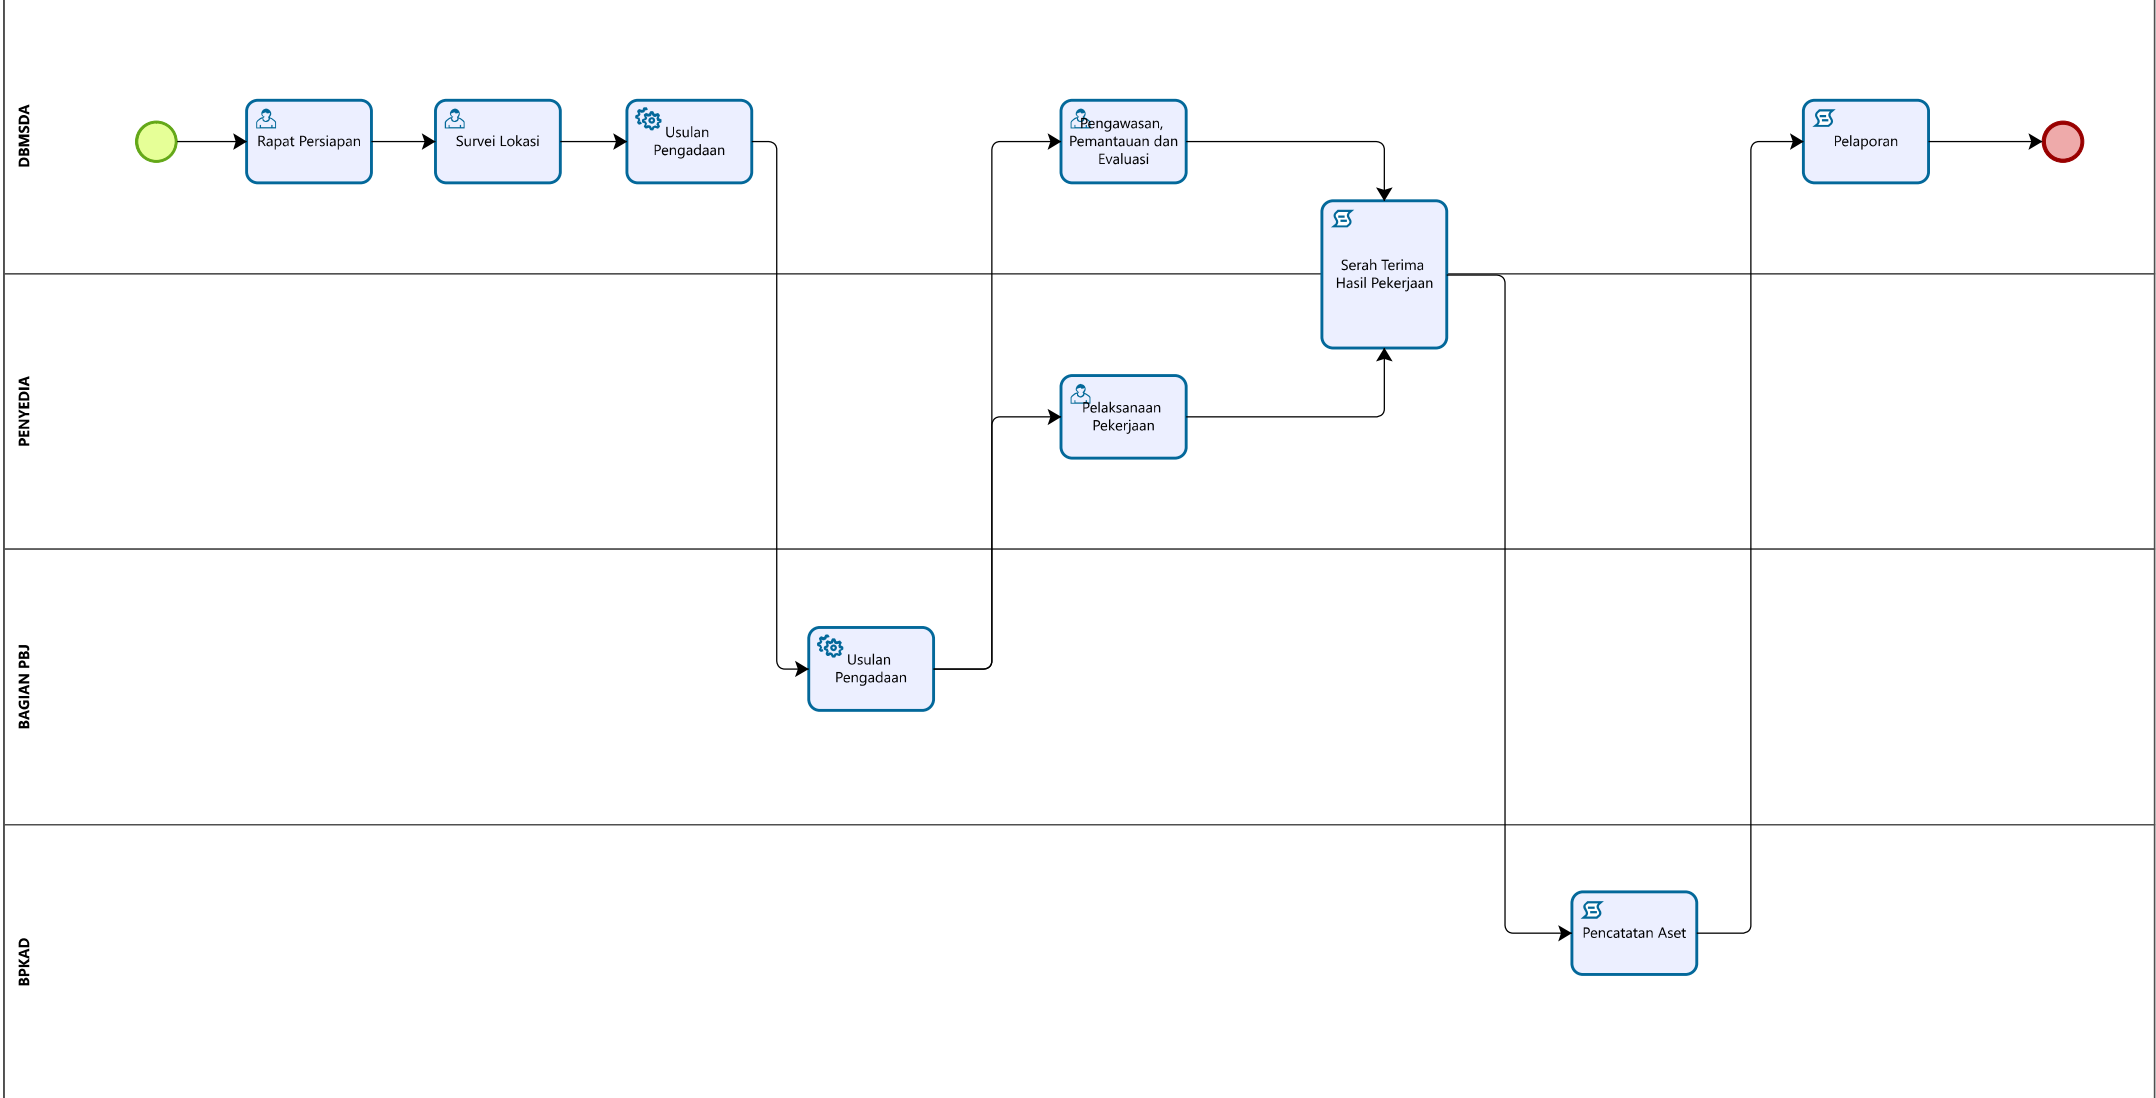 DBMSDA
Rapat Persiapan
Survei Lokasi
Usulan
Pengadaan
Pengawasan,
Pemantauan dan
Evaluasi
Pelaporan
Serah Terima
Hasil Pekerjaan
PENYEDIA
Pelaksanaan
Pekerjaan
BAGIAN PBJ
Usulan
Pengadaan
BPKAD
Pencatatan Aset